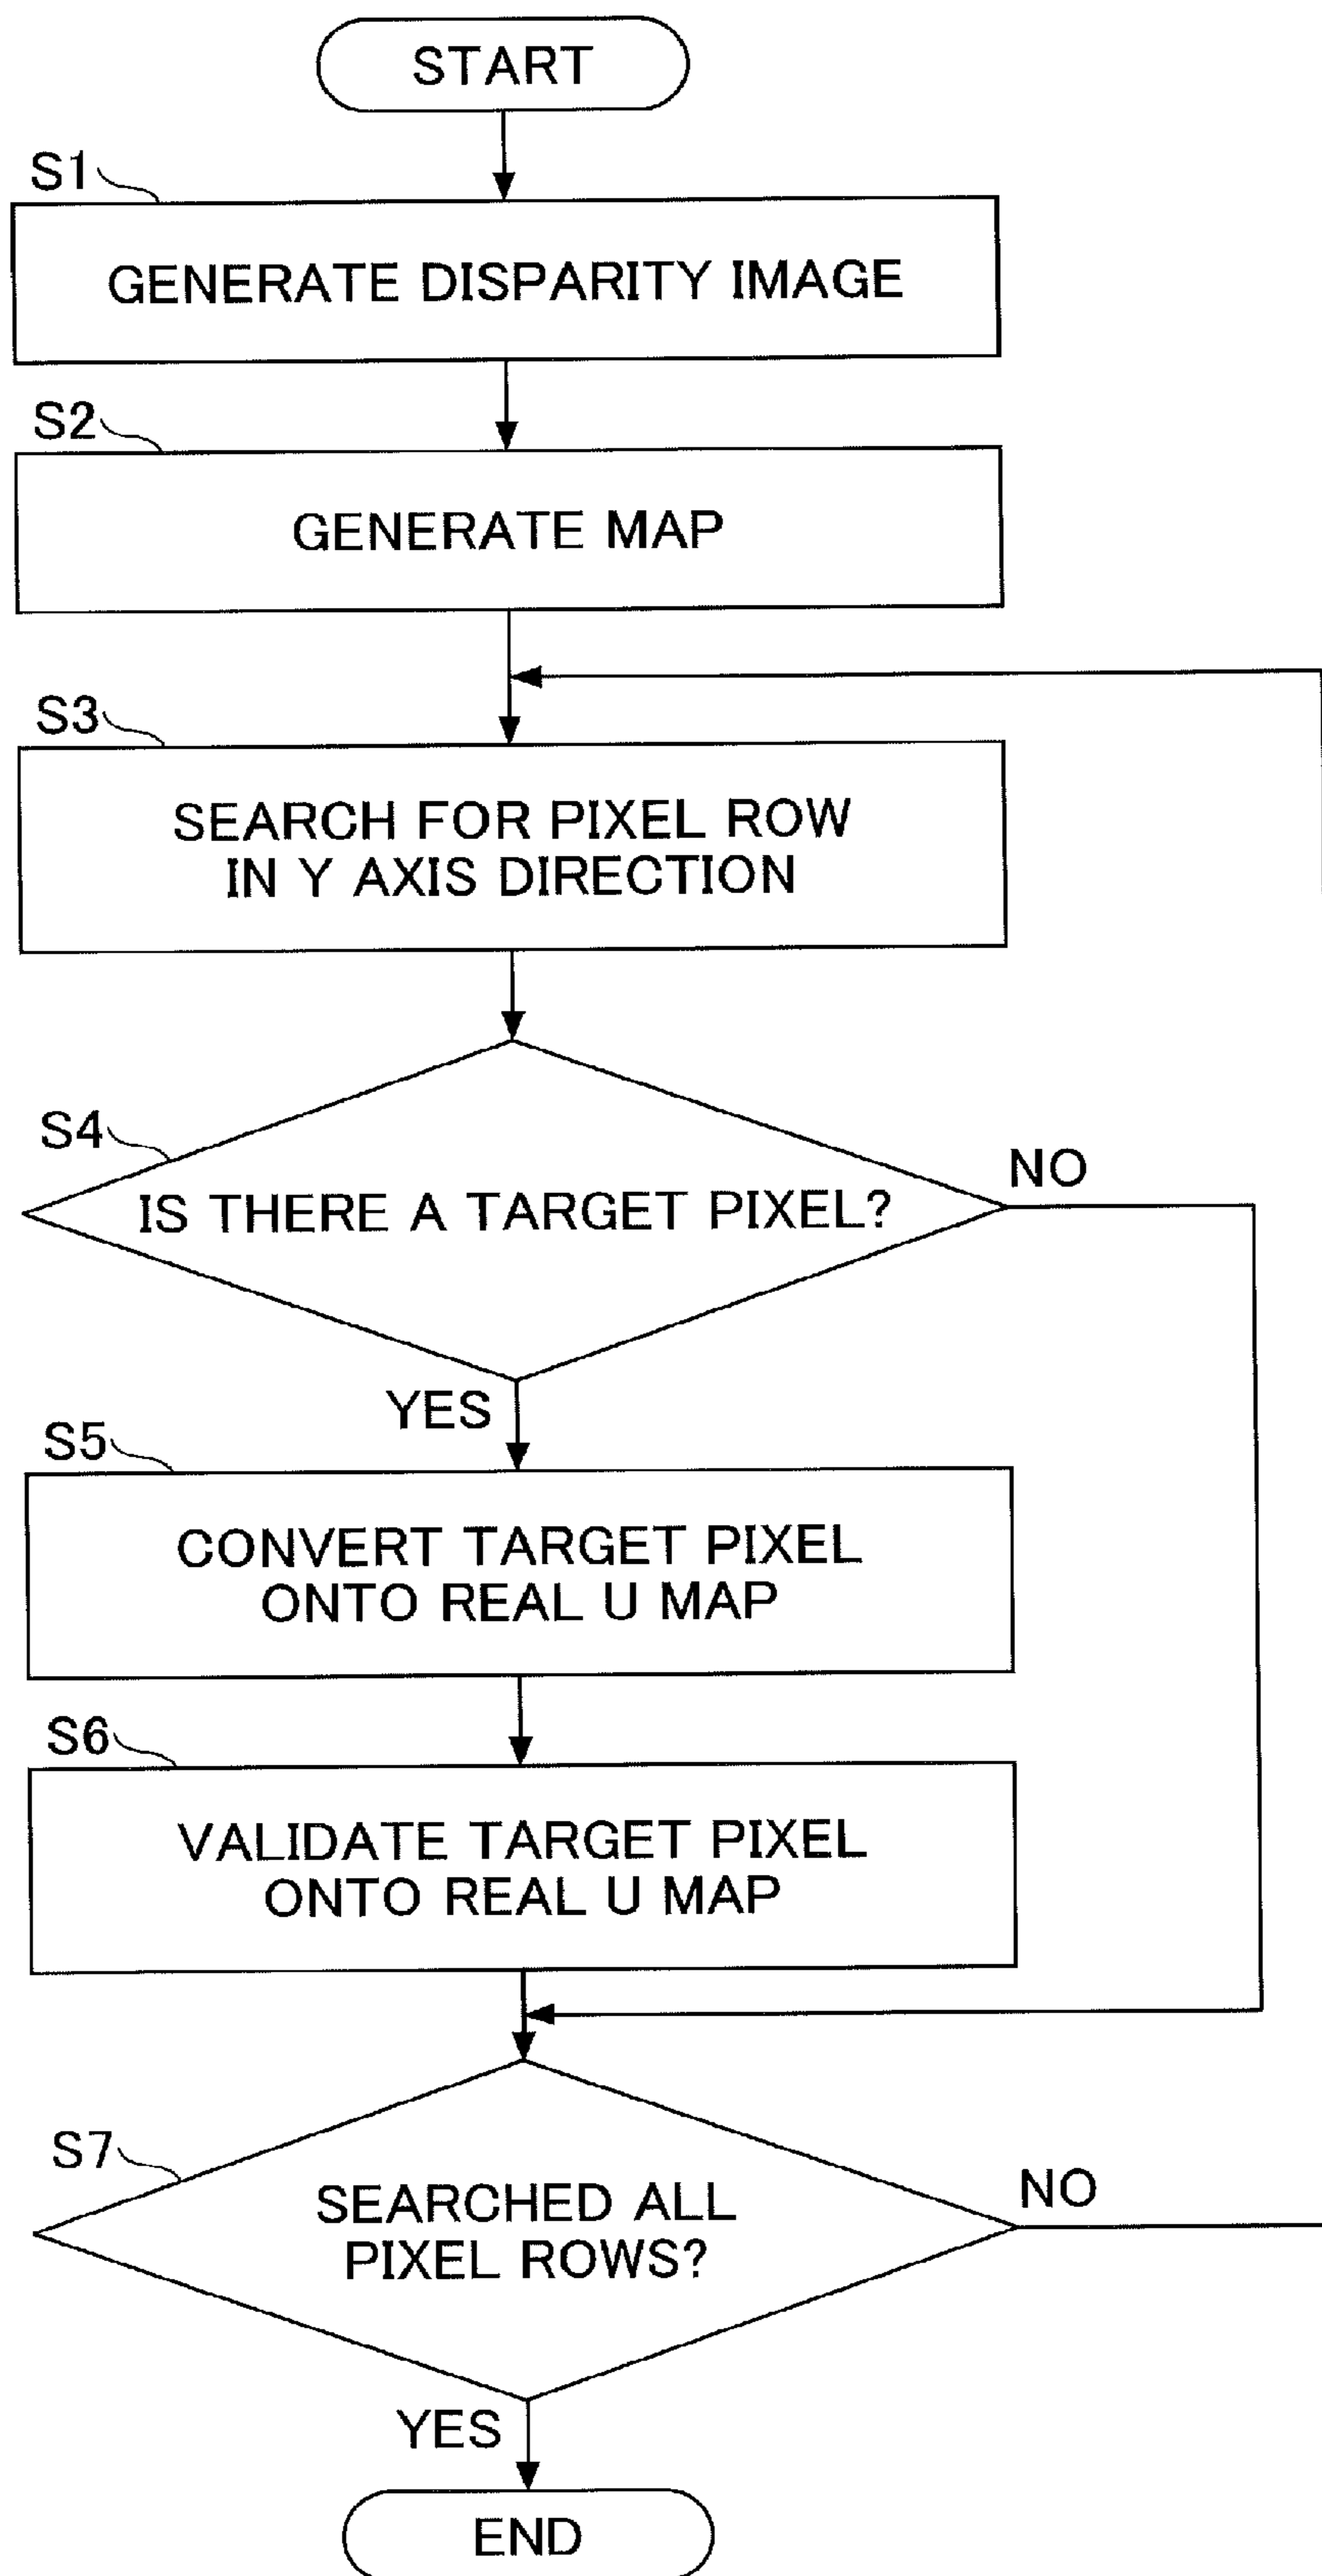 START
S1
GENERATE DISPARITY IMAGE
S2
GENERATE MAP
S3
SEARCH FOR PIXEL ROW
IN Y AXIS DIRECTION
S4
IS THERE A TARGET PIXEL?
NO
YES
S5
CONVERT TARGET PIXEL
ONTO REAL U MAP
S6
VALIDATE TARGET PIXEL
ONTO REAL U MAP
S7
SEARCHED ALL
PIXEL ROWS?
NO
YES
END